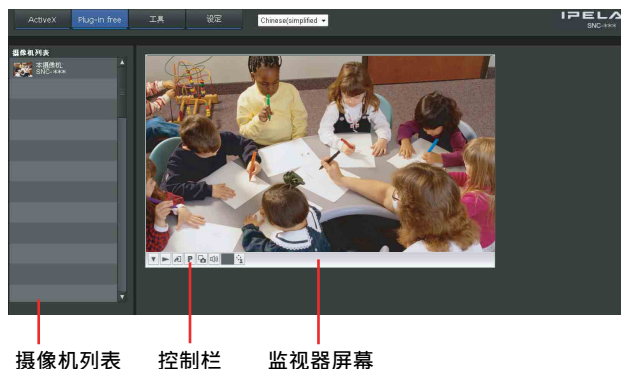 ActiveX Plug-in free 工具 设定 Chinese(simplified
IPELA
SNC-***
摄像机列表
本摄像机:
SNC-***
P
摄像机列表 控制栏 监视器屏幕